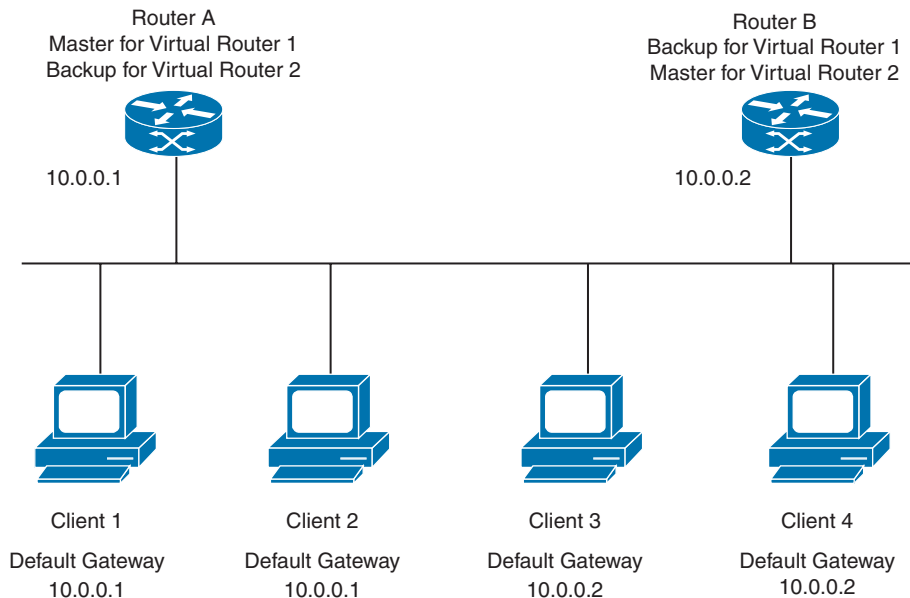 Router A
Master for Virtual Router 1
Backup for Virtual Router 2
Router B
Backup for Virtual Router 1
Master for Virtual Router 2
10.0.0.1
10.0.0.2
Client 1
Default Gateway
10.0.0.1
Client 2
Default Gateway
10.0.0.1
Client 3
Default Gateway
10.0.0.2
Client 4
Default Gateway
10.0.0.2